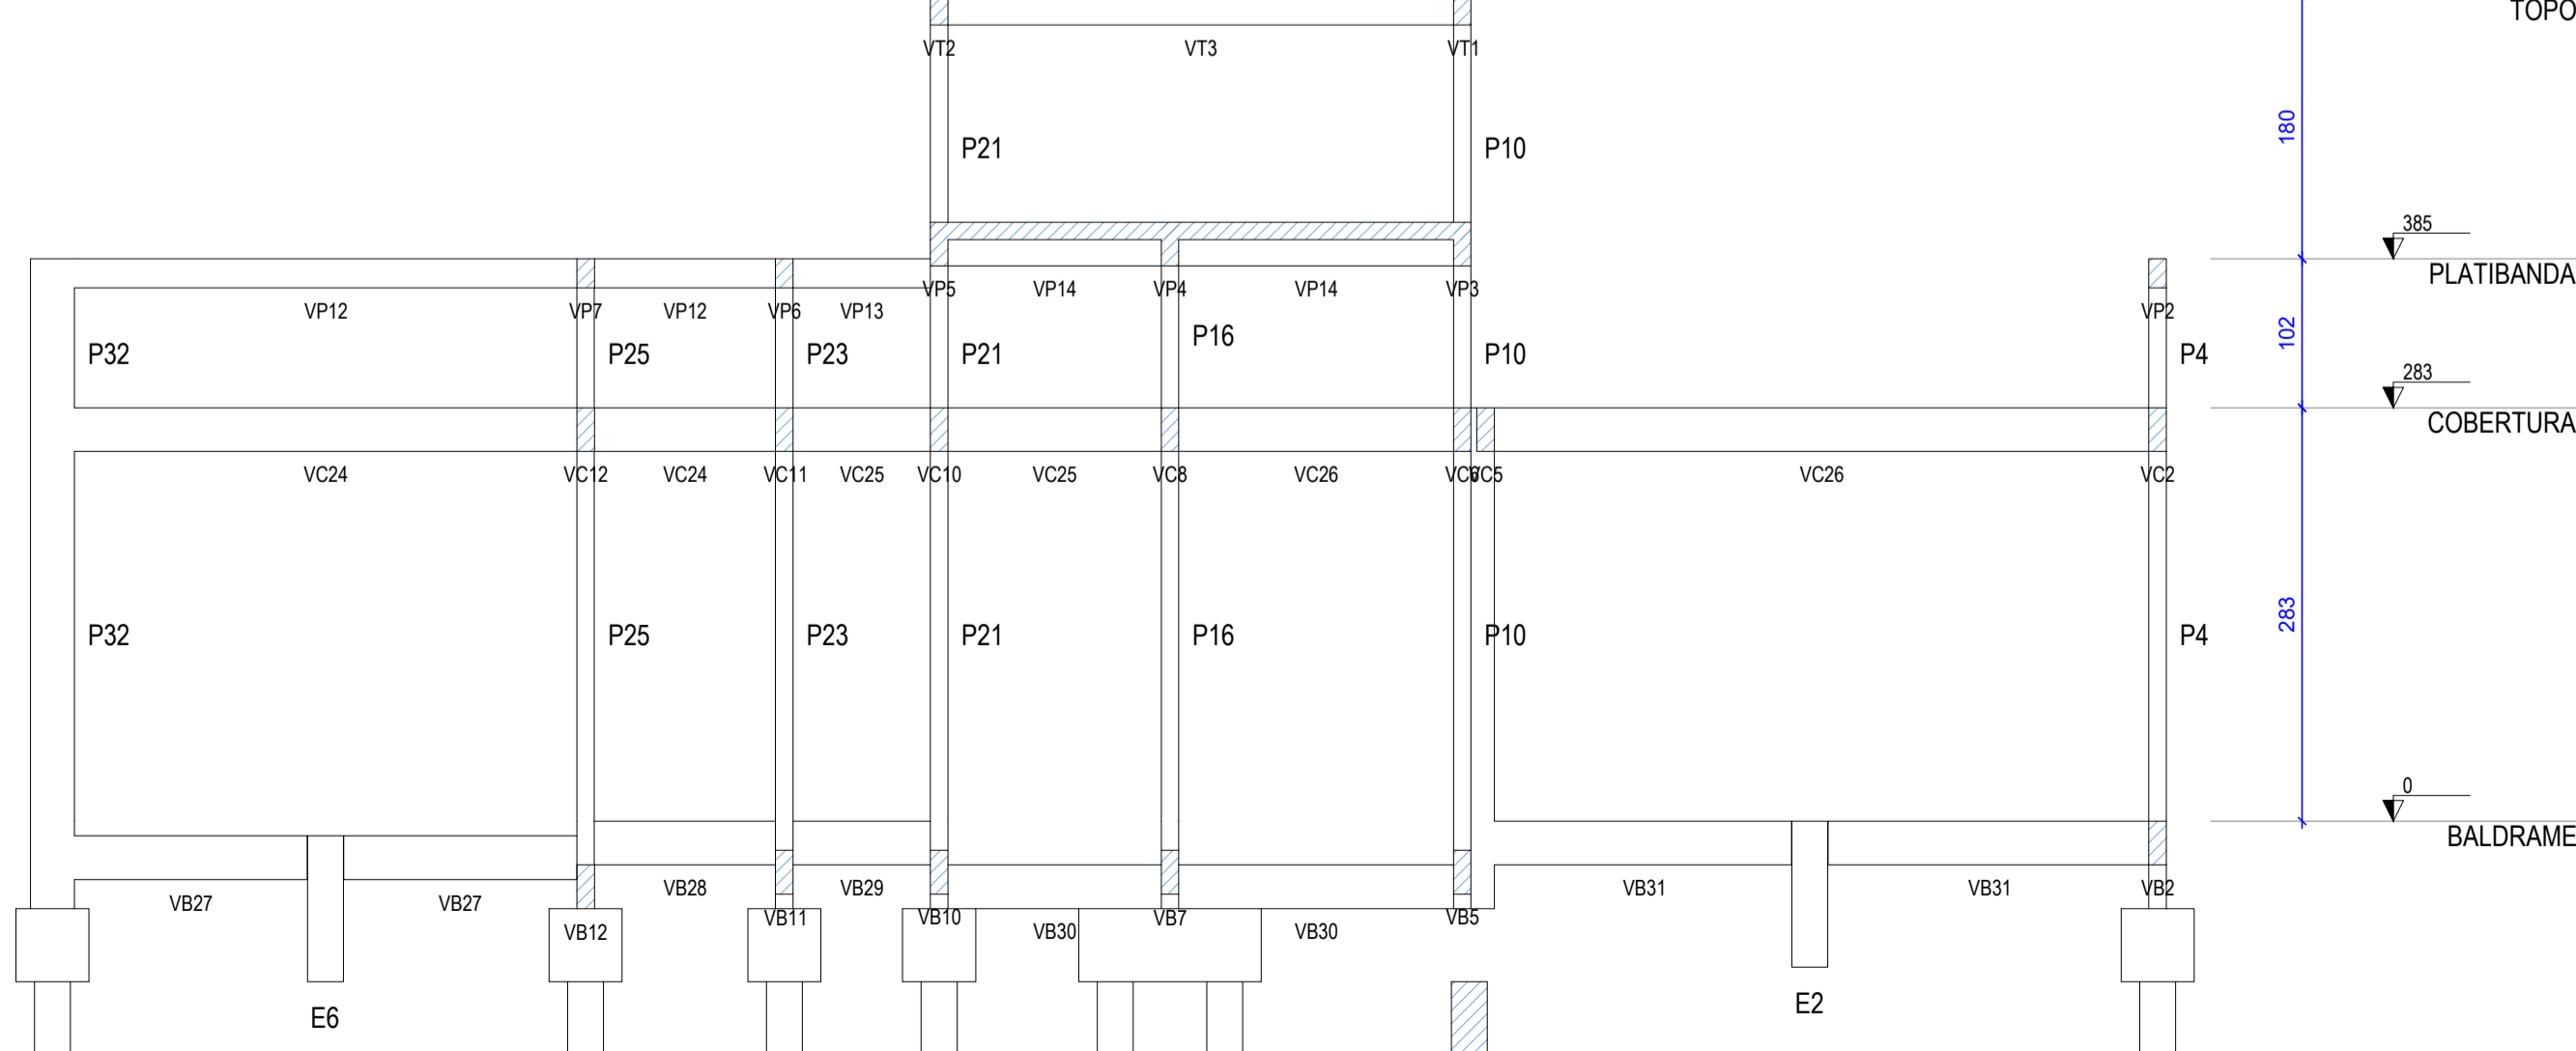 TOPO
VT2 VT3 VT1
180
P21 P10
385
PLATIBANDA
VP5 VP14 VP4 VP14 VP3
VP12 VP7 VP12 VP6 VP13 VP2
102
P16
P32 P25 P23 P21 P10 P4
283
COBERTURA
VC24 VC12 VC24 VC11 VC25 VC10 VC25 VC8 VC26 VC6 VC5 VC26 VC2
283
P32 P25 P23 P21 P16 P10 P4
0
BALDRAME
VB28 VB29 VB31 VB31 VB2
VB27 VB27
VB11 VB10 VB7 VB5
VB12 VB30 VB30
E2
E6